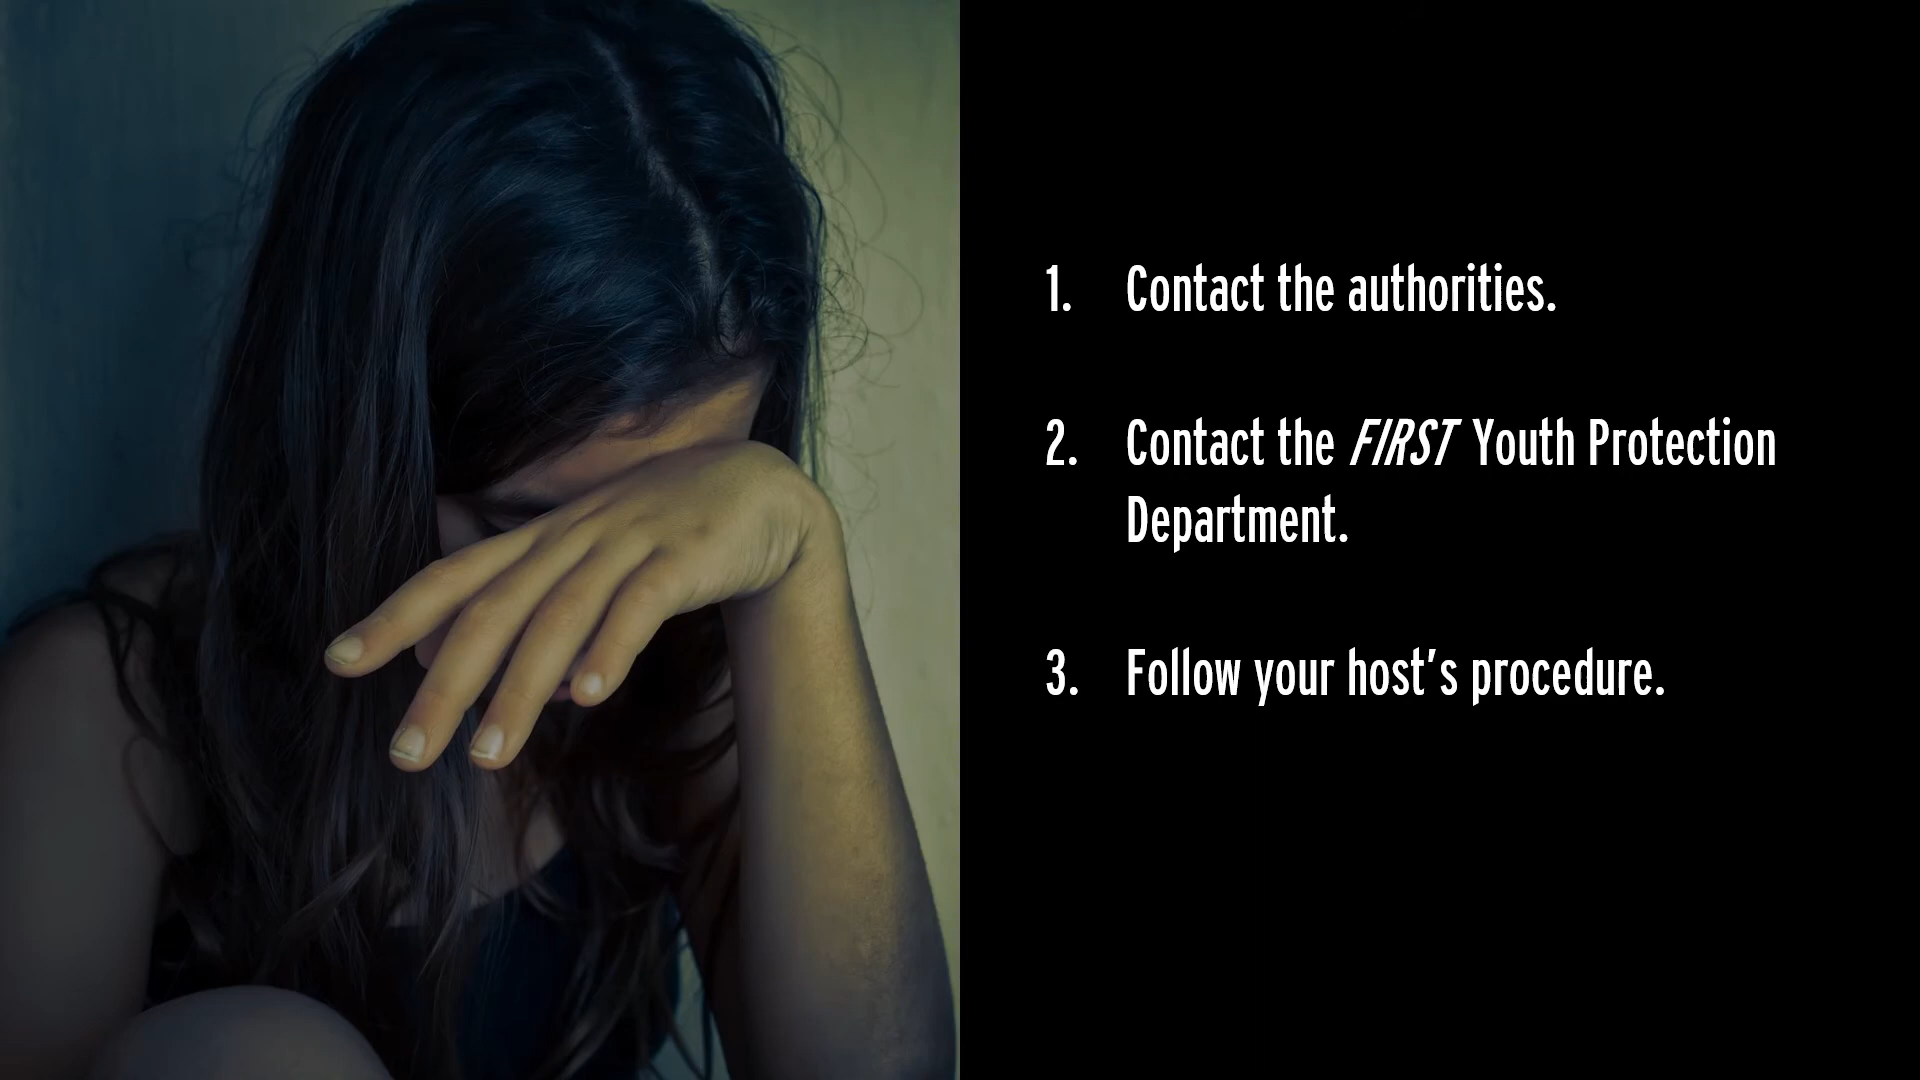 1. Contact the authorities.
2. Contact the FIRST Youth Protection
Department.
3. Follow your host's procedure.